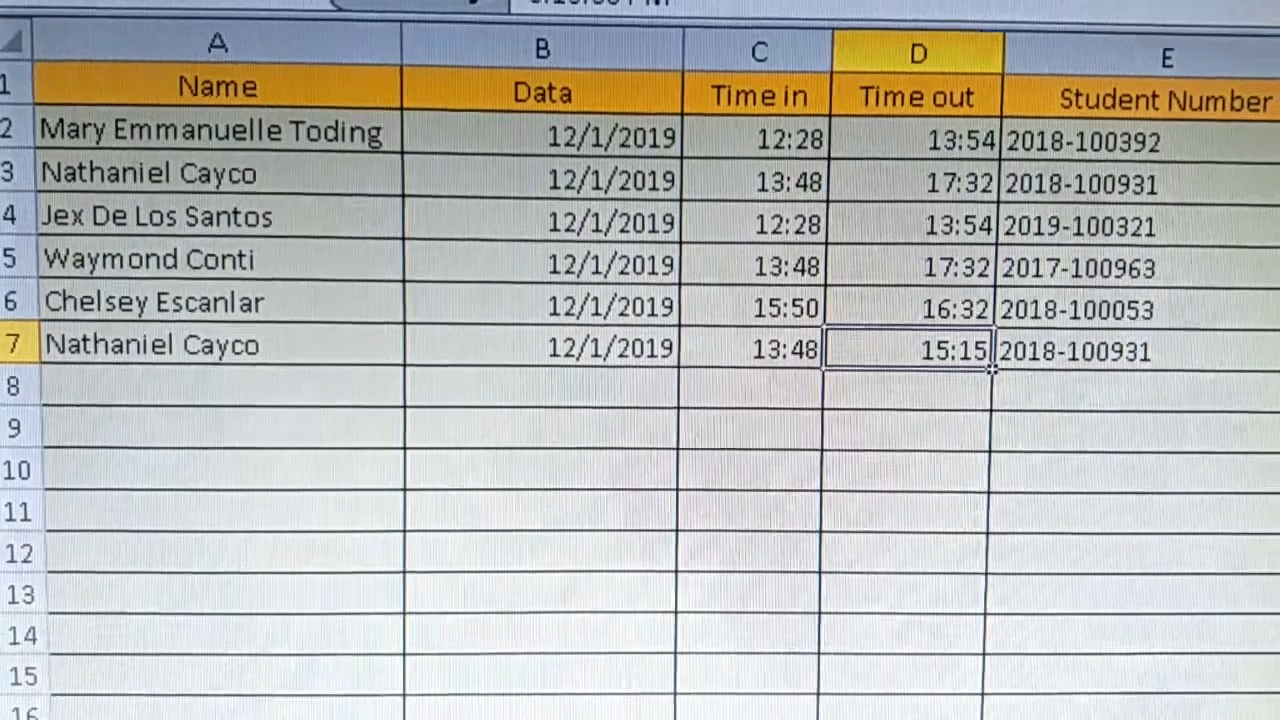 A B C D E
1 Name Data Time in Time out Student Number
2 Mary Emmanuelle Toding 12/1/2019 12:28 13:54 2018-100392
3 Nathaniel Cayco 12/1/2019 13:48 17:32 2018-100931
4 Jex De Los Santos 12/1/2019 12:28 13:54 2019-100321
5 Waymond Conti 12/1/2019 13:48 17:32 2017-100963
6 Chelsey Escanlar 12/1/2019 15:50 16:32 2018-100053
7 Nathaniel Cayco 12/1/2019 13:48 15:15 2018-100931
8
9
10
11
12
13
14
15
16